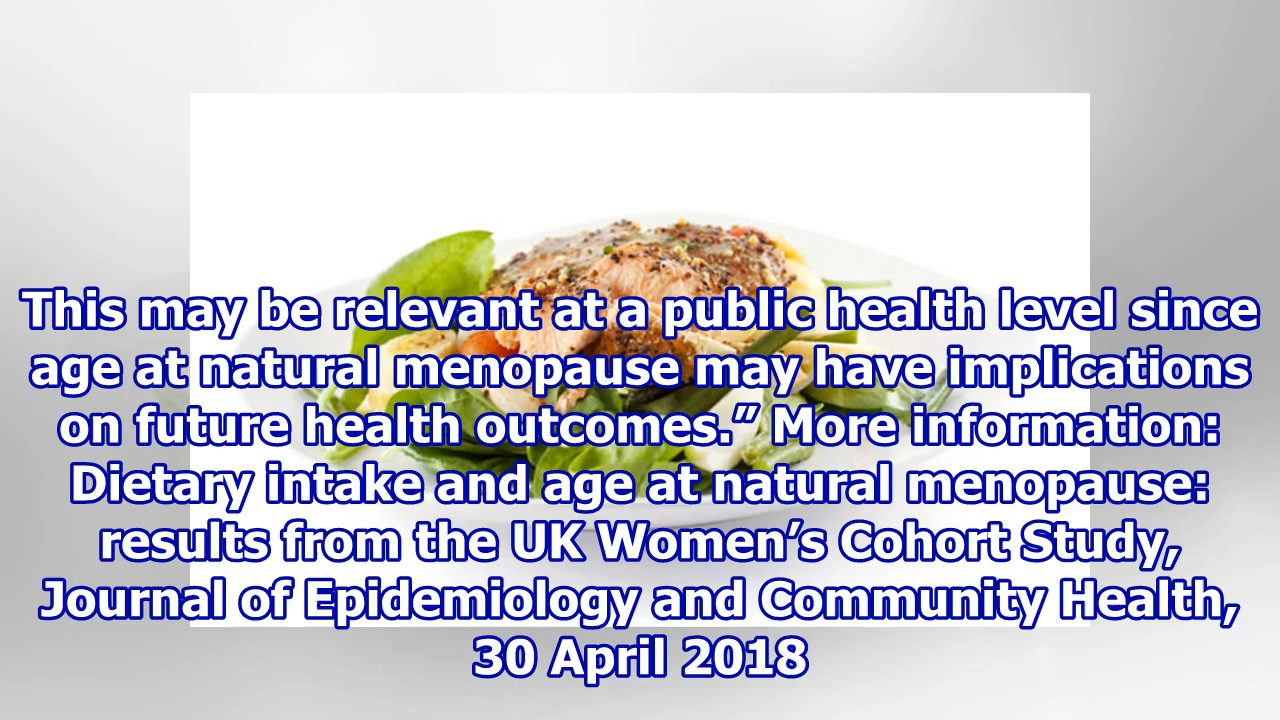 This may be relevant at a public health level since
age at natural menopause may have implications
on future health outcomes.” More information:
Dietary intake and age at natural menopause:
results from the UK Women’s Cohort Study,
Journal of Epidemiology and Community Health,
30 April 2018